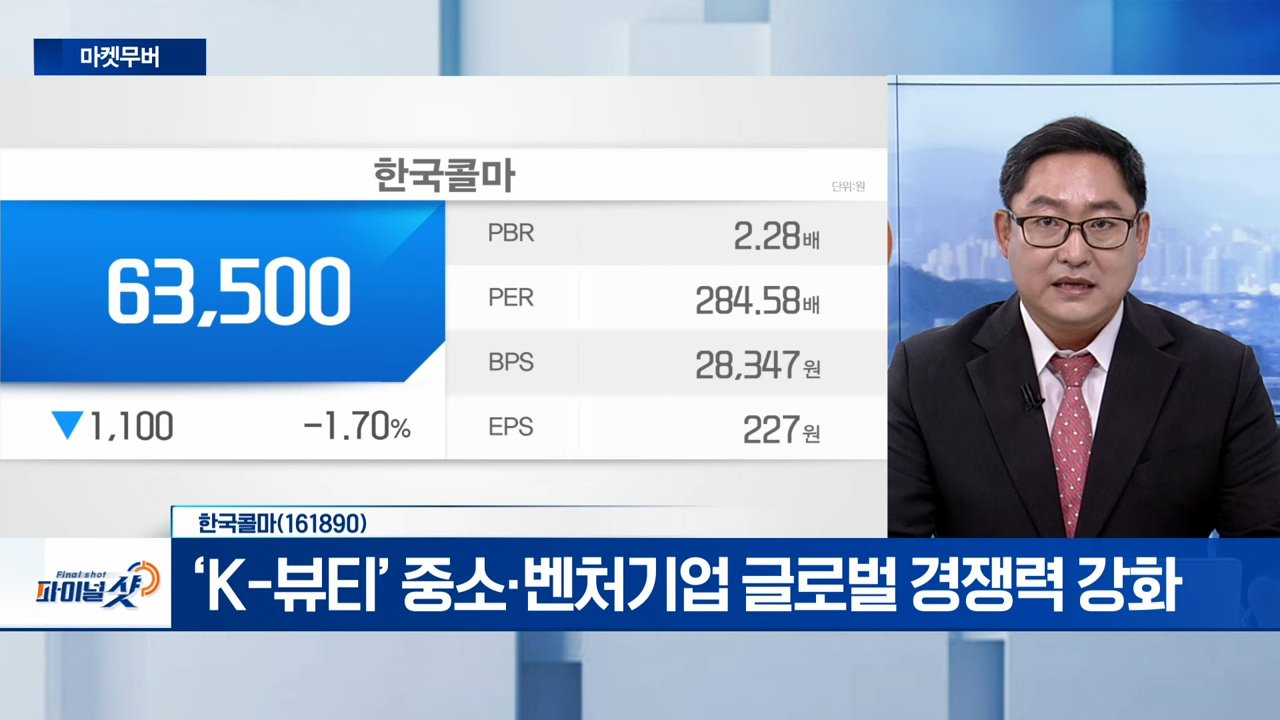 마켓무버
한국콜마
단위:원
63,500
▼1,100 -1.70%
PBR 2.28배
PER 284.58배
BPS 28,347원
EPS 227원
한국콜마(161890)
Final shot
파이널샷
‘K-뷰티’ 중소·벤처기업 글로벌 경쟁력 강화